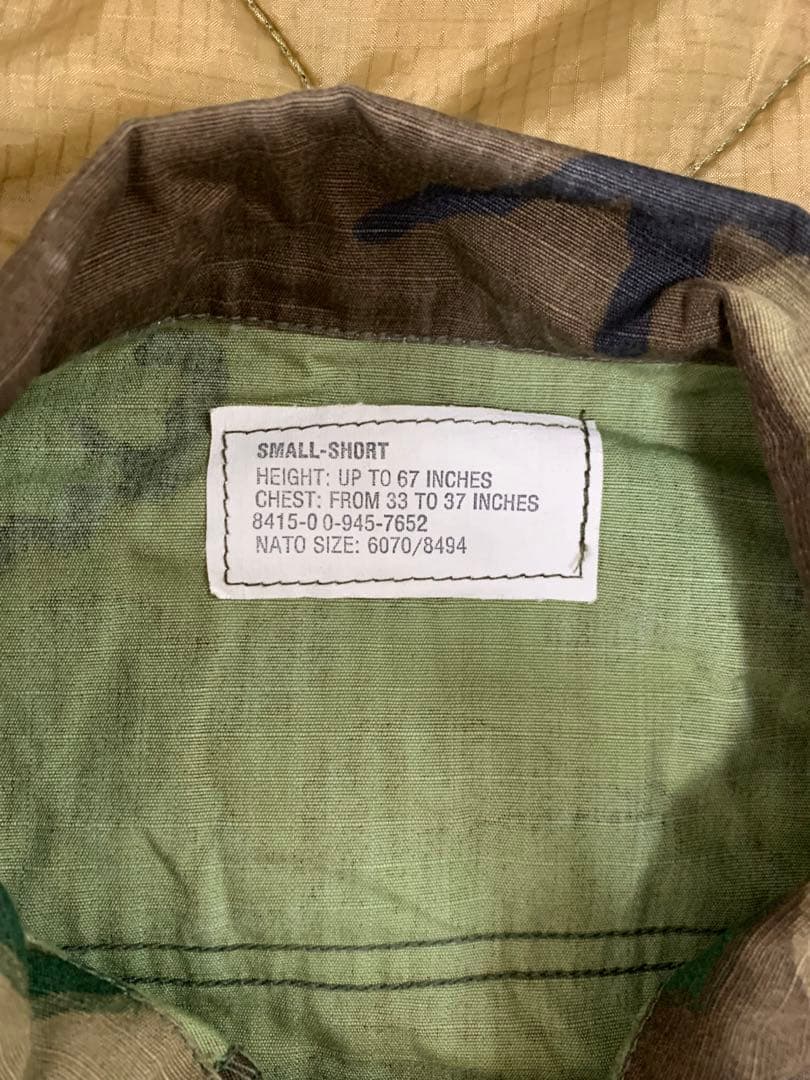 SMALL-SHORT
HEIGHT: UP TO 67 INCHES
CHEST: FROM 33 TO 37 INCHES
8415-0 0-945-7652
NATO SIZE: 6070/8494